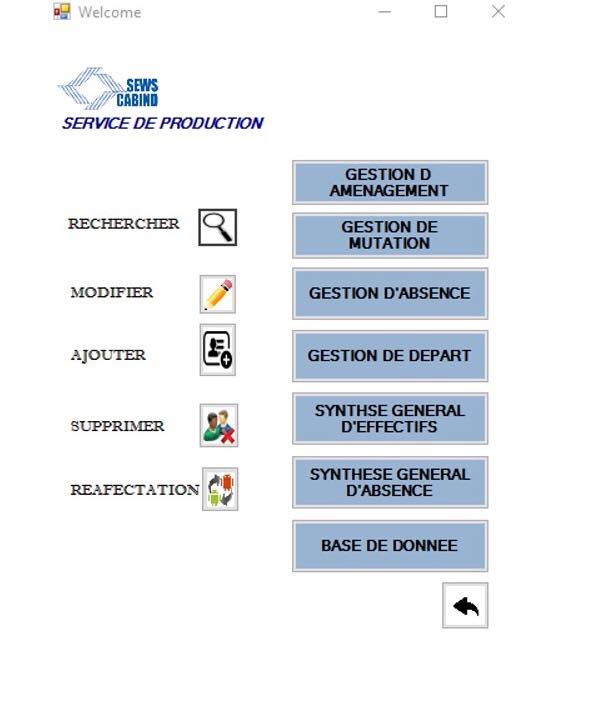 Welcome
SEWS
CABIND
SERVICE DE PRODUCTION
GESTION D
AMENAGEMENT
RECHERCHER
GESTION DE
MUTATION
MODIFIER
GESTION D'ABSENCE
AJOUTER
GESTION DE DEPART
SUPPRIMER
SYNTHSE GENERAL
D'EFFECTIFS
REAFECTATION
SYNTHESE GENERAL
D'ABSENCE
BASE DE DONNEE